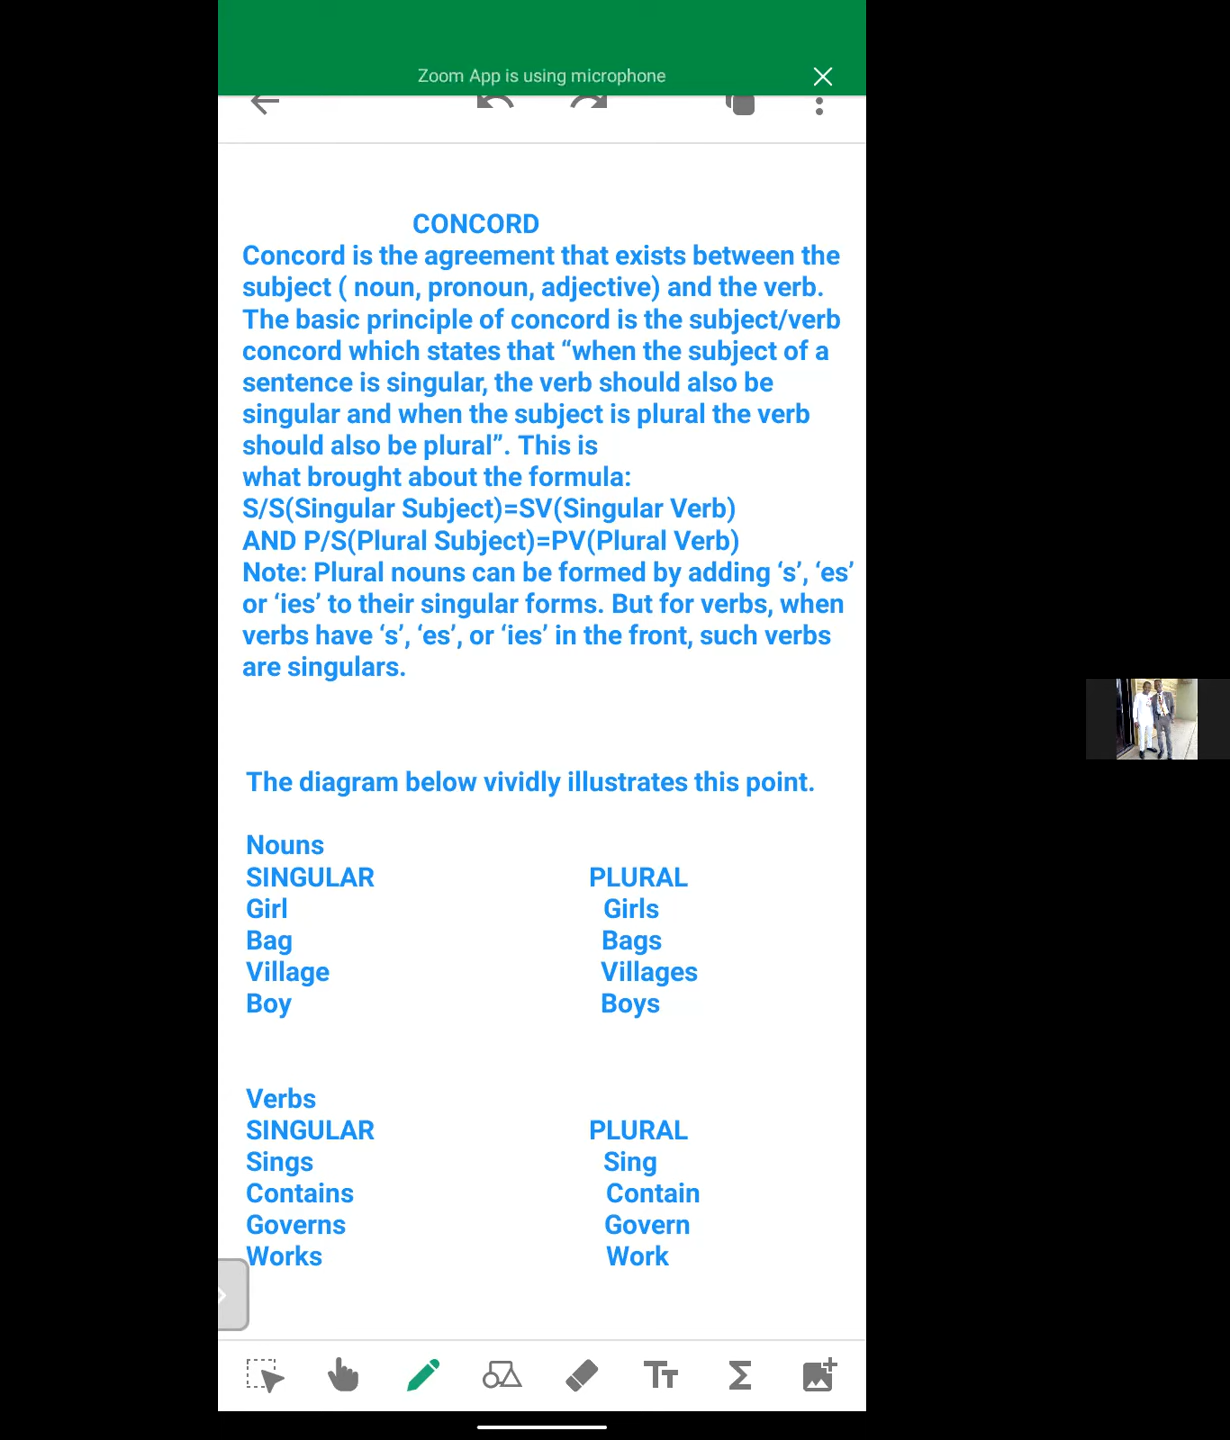 Zoom App is using microphone
CONCORD
Concord is the agreement that exists between the
subject ( noun, pronoun, adjective) and the verb.
The basic principle of concord is the subject/verb
concord which states that “when the subject of a
sentence is singular, the verb should also be
singular and when the subject is plural the verb
should also be plural”. This is
what brought about the formula:
S/S(Singular Subject)=SV(Singular Verb)
AND P/S(Plural Subject)=PV(Plural Verb)
Note: Plural nouns can be formed by adding ‘s’, ‘es’
or ‘ies’ to their singular forms. But for verbs, when
verbs have ‘s’, ‘es’, or ‘ies’ in the front, such verbs
are singulars.
The diagram below vividly illustrates this point.
Nouns
SINGULAR PLURAL
Girl Girls
Bag Bags
Village Villages
Boy Boys
Verbs
SINGULAR PLURAL
Sings Sing
Contains Contain
Governs Govern
Works Work